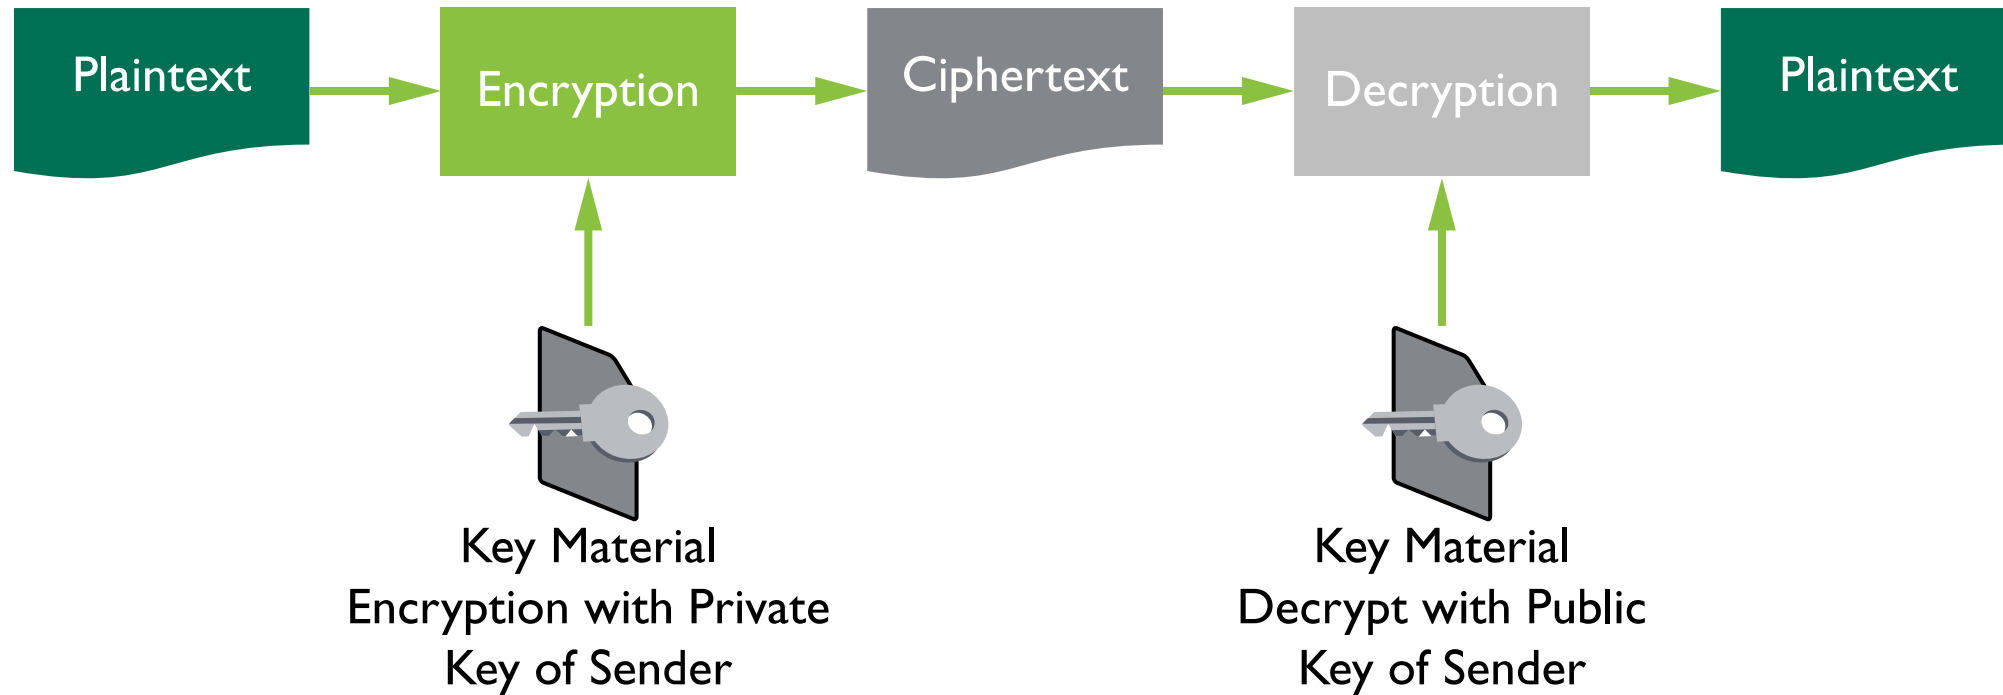 Plaintext
Encryption
Ciphertext
Decryption
Plaintext
Key Material
Encryption with Private
Key of Sender
Key Material
Decrypt with Public
Key of Sender